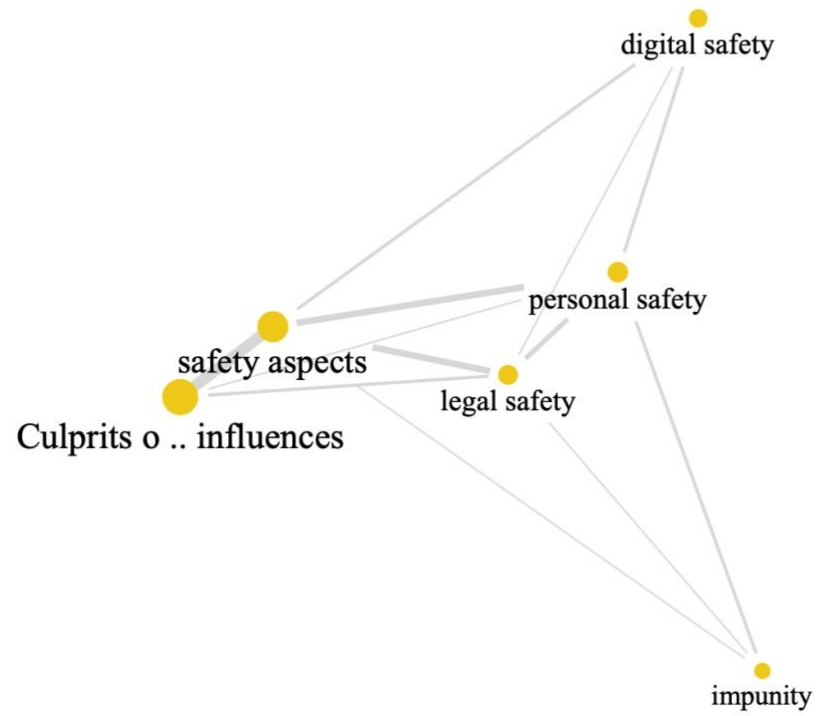 digital safety
personal safety
safety aspects
legal safety
Culprits o .. influences
impunity